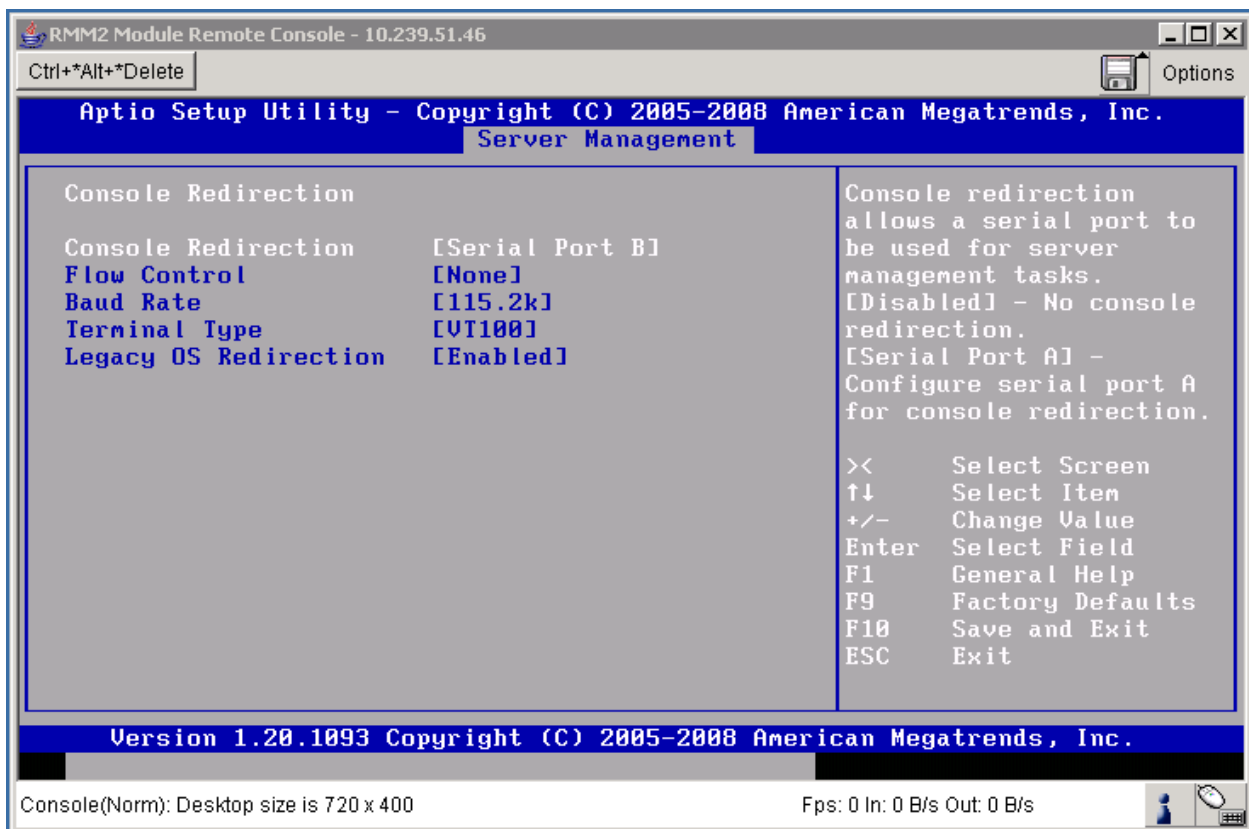 RMM2 Module Remote Console - 10.239.51.46
Ctrl+*Alt+*Delete
Options
Aptio Setup Utility - Copyright (C) 2005-2008 American Megatrends, Inc.
Server Management
Console Redirection
Console Redirection [Serial Port B]
Flow Control [None]
Baud Rate [115.2k]
Terminal Type [VT100]
Legacy OS Redirection [Enabled]
Console redirection
allows a serial port to
be used for server
management tasks.
[Disabled] - No console
redirection.
[Serial Port A] -
Configure serial port A
for console redirection.
>< Select Screen
↑↓ Select Item
+/- Change Value
Enter Select Field
F1 General Help
F9 Factory Defaults
F10 Save and Exit
ESC Exit
Version 1.20.1093 Copyright (C) 2005-2008 American Megatrends, Inc.
Console(Norm): Desktop size is 720 x 400
Fps: 0 In: 0 B/s Out: 0 B/s